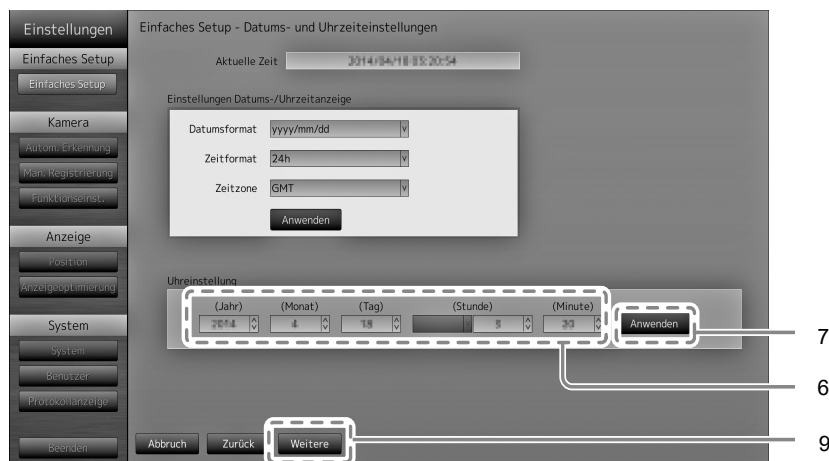 Einstellungen
Einfaches Setup
Einfaches Setup
Kamera
Autom. Erkennung
Man. Registrierung
Funktionseinst.
Anzeige
Position
Anzeigeoptimierung
System
System
Benutzer
Protokollanzeige
Beenden
Einfaches Setup - Datums- und Uhrzeiteinstellungen
Aktuelle Zeit 2014/04/18 03:20:54
Einstellungen Datums-/Uhrzeitanzeige
Datumsformat yyyy/mm/dd
Zeitformat 24h
Zeitzone GMT
Anwenden
Uhreinstellung
(Jahr) (Monat) (Tag) (Stunde) (Minute)
2014 4 18 3 20 Anwenden
7
6
Abbruch Zurück Weitere 9